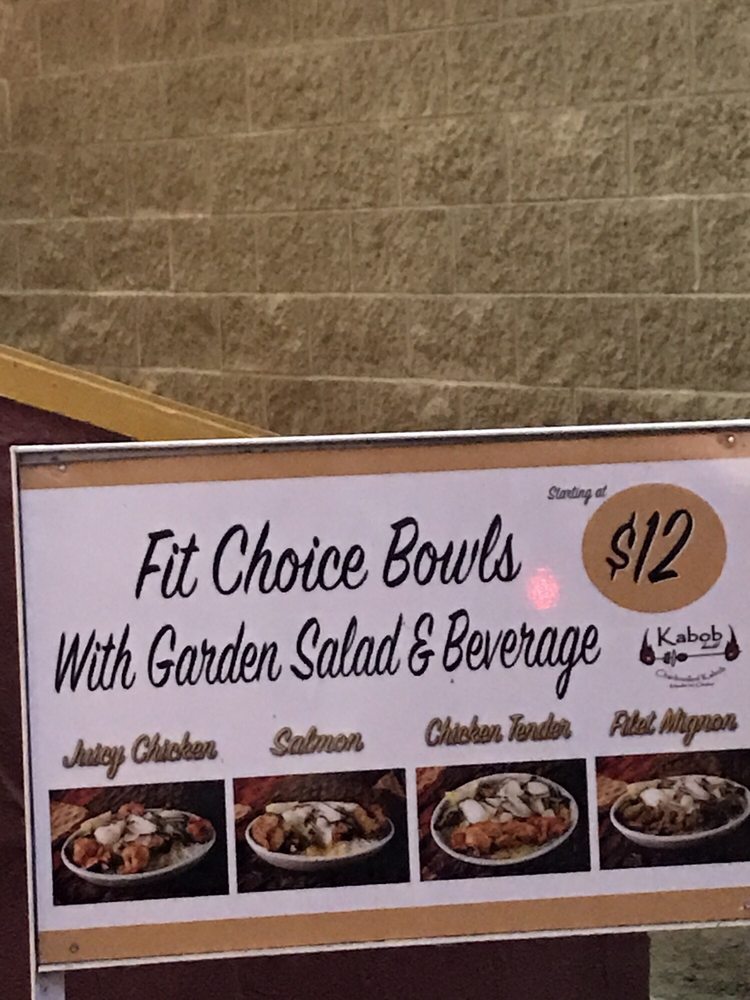 Starting at
$12
Fit Choice Bowls
With Garden Salad & Beverage
Kabob
Juicy Chicken
Salmon
Chicken Tender
Filet Mignon